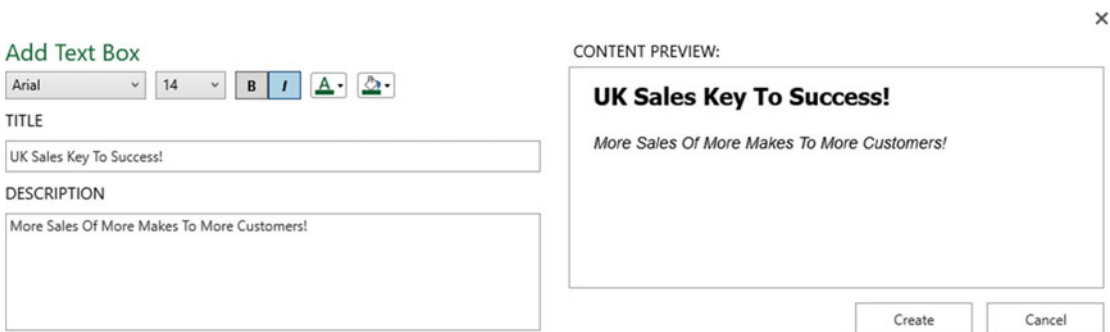 Add Text Box
Arial
14
B
I
A
TITLE
UK Sales Key To Success!
DESCRIPTION
More Sales Of More Makes To More Customers!
CONTENT PREVIEW:
UK Sales Key To Success!
More Sales Of More Makes To More Customers!
Create
Cancel